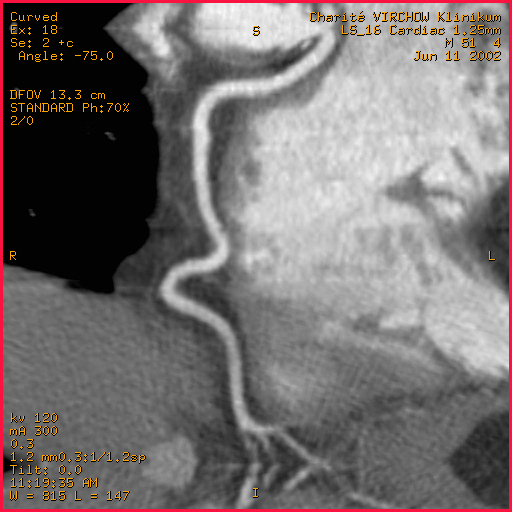 Curved
Ex: 18
Se: 2 +c
Angle: -75.0
DFOV 13.3 cm
STANDARD Ph:70%
2/0
S
Charité VIRCHOW Klinikum
LS_16 Cardiac 1.25mm
M 51 4
Jun 11 2002
R
L
kv 120
mA 300
0.3
1.2 mm0.3:1/1.2sp
Tilt: 0.0
11:19:35 AM
W = 815 L = 147
I